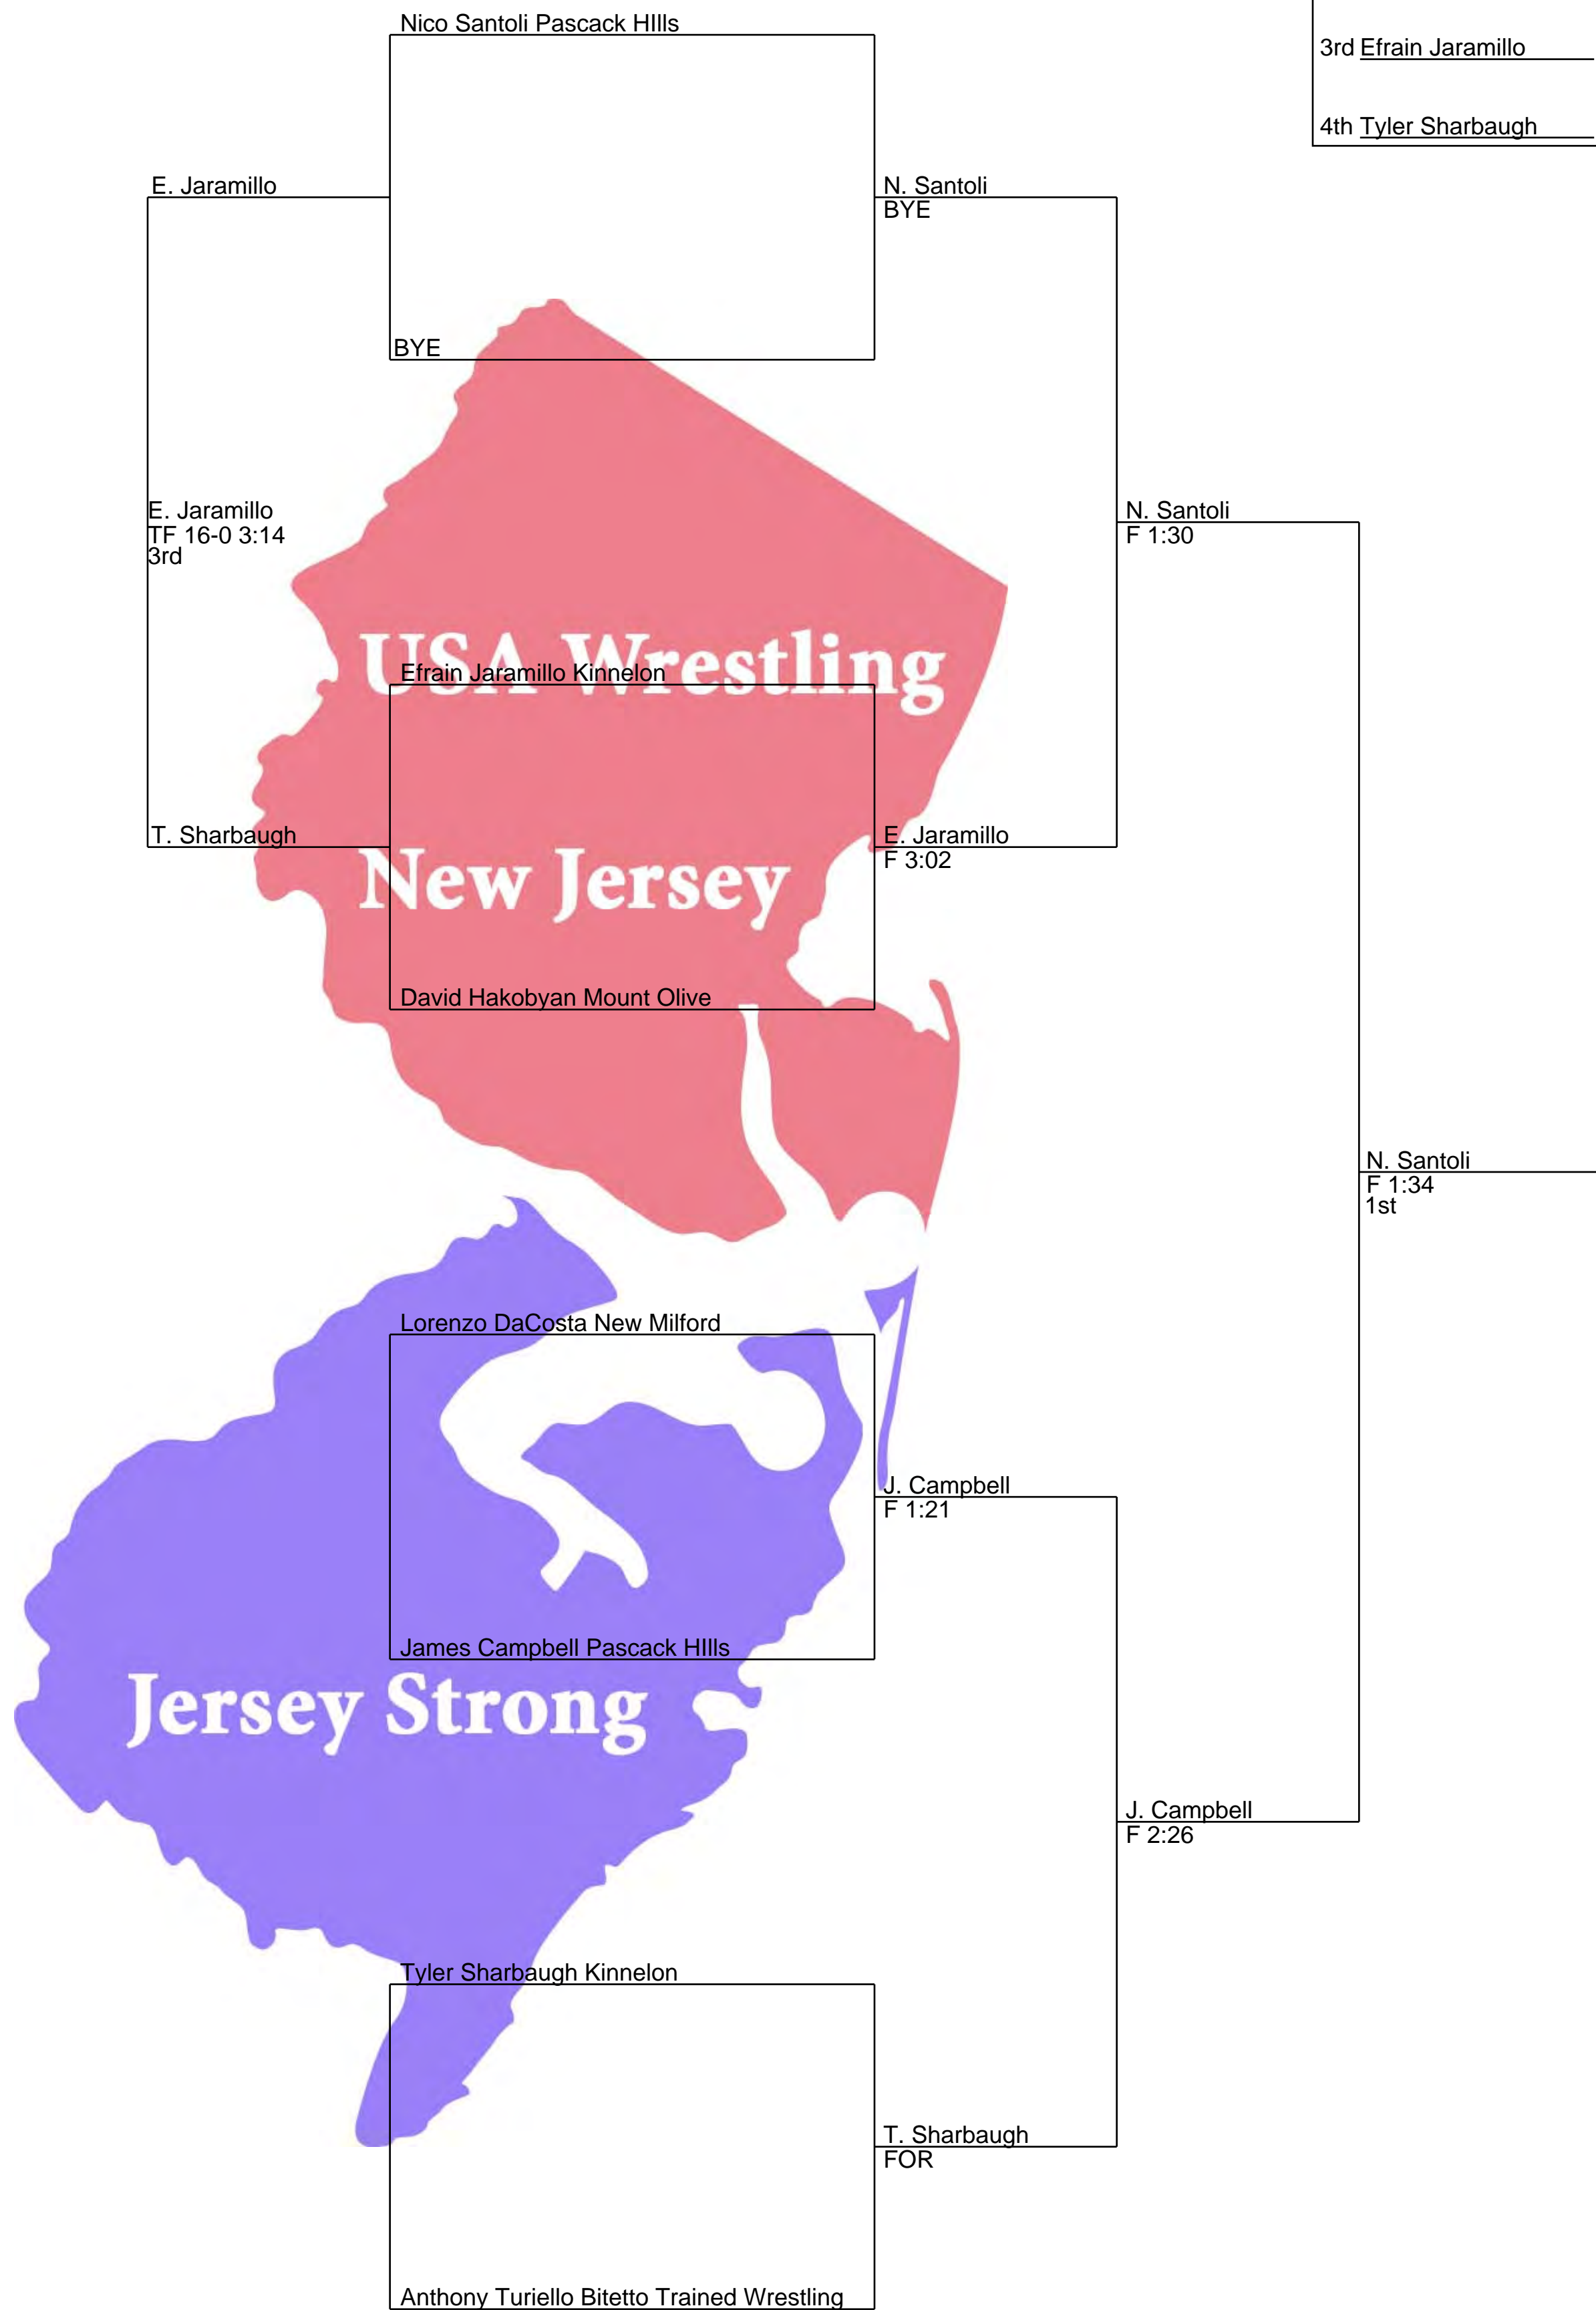 Nico Santoli Pascack HIlls
3rd Efrain Jaramillo
4th Tyler Sharbaugh
E. Jaramillo
N. Santoli
BYE
BYE
E. Jaramillo
TF 16-0 3:14
3rd
N. Santoli
F 1:30
USA Wrestling
Efrain Jaramillo Kinnelon
T. Sharbaugh
E. Jaramillo
F 3:02
New Jersey
David Hakobyan Mount Olive
N. Santoli
F 1:34
1st
Lorenzo DaCosta New Milford
J. Campbell
F 1:21
James Campbell Pascack HIlls
Jersey Strong
J. Campbell
F 2:26
Tyler Sharbaugh Kinnelon
T. Sharbaugh
FOR
Anthony Turiello Bitetto Trained Wrestling